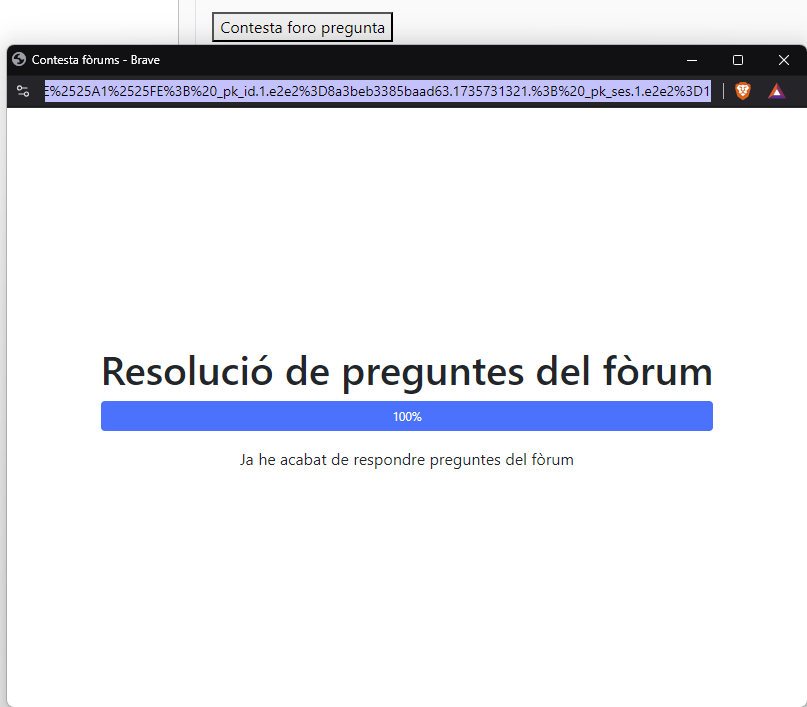 Contesta foro pregunta
Contesta fòrums - Brave
E%2525A1%2525FE%3B%20_pk_id.1.e2e2%3D8a3beb3385baad63.1735731321.%3B%20_pk_ses.1.e2e2%3D1
Resolució de preguntes del fòrum
100%
Ja he acabat de respondre preguntes del fòrum